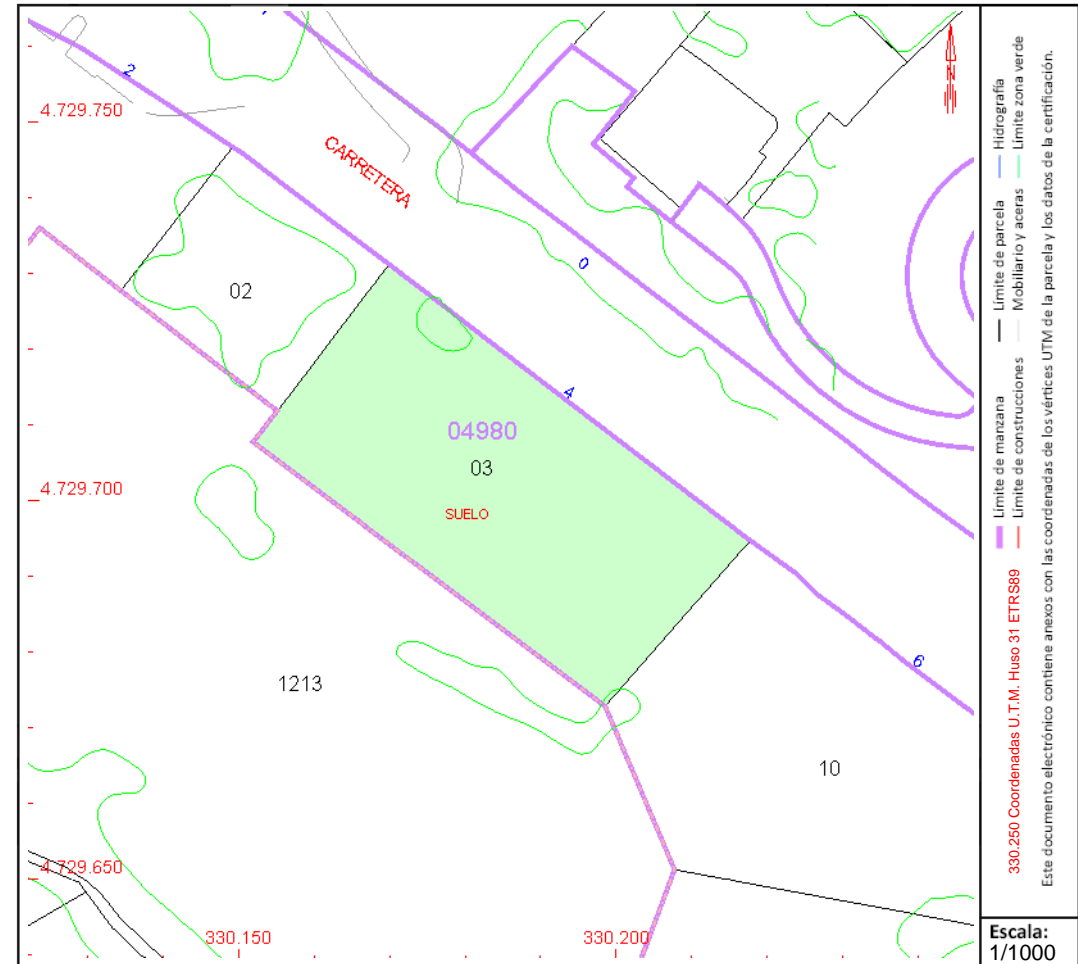 2
4.729.750
CARRETERA
02
0
4
04980
03
4.729.700
SUELO
6
1213
10
4.729.650
330.150
330.200
N
330.250 Coordenadas U.T.M. Huso 31 ETRS89
Límite de manzana
Límite de construcciones
Límite de parcela
Mobiliario y aceras
Hidrografía
Límite zona verde
Este documento electrónico contiene anexos con las coordenadas de los vértices UTM de la parcela y los datos de la certificación.
Escala:
1/1000